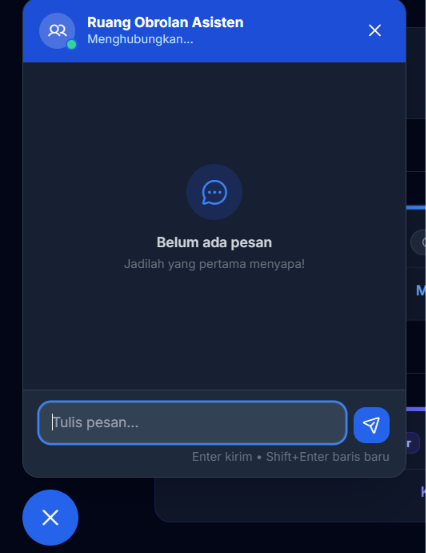 Ruang Obrolan Asisten
Menghubungkan...
Belum ada pesan
Jadilah yang pertama menyapa!
Tulis pesan...
Enter kirim • Shift+Enter baris baru